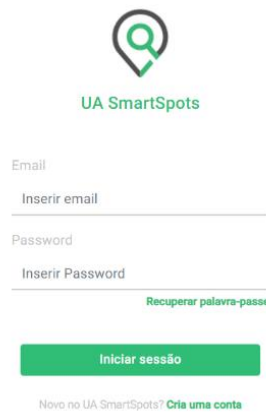 UA SmartSpots
Email
Inserir email
Password
Inserir Password
Recuperar palavra-passe
Iniciar sessão
Novo no UA SmartSpots? Cria uma conta